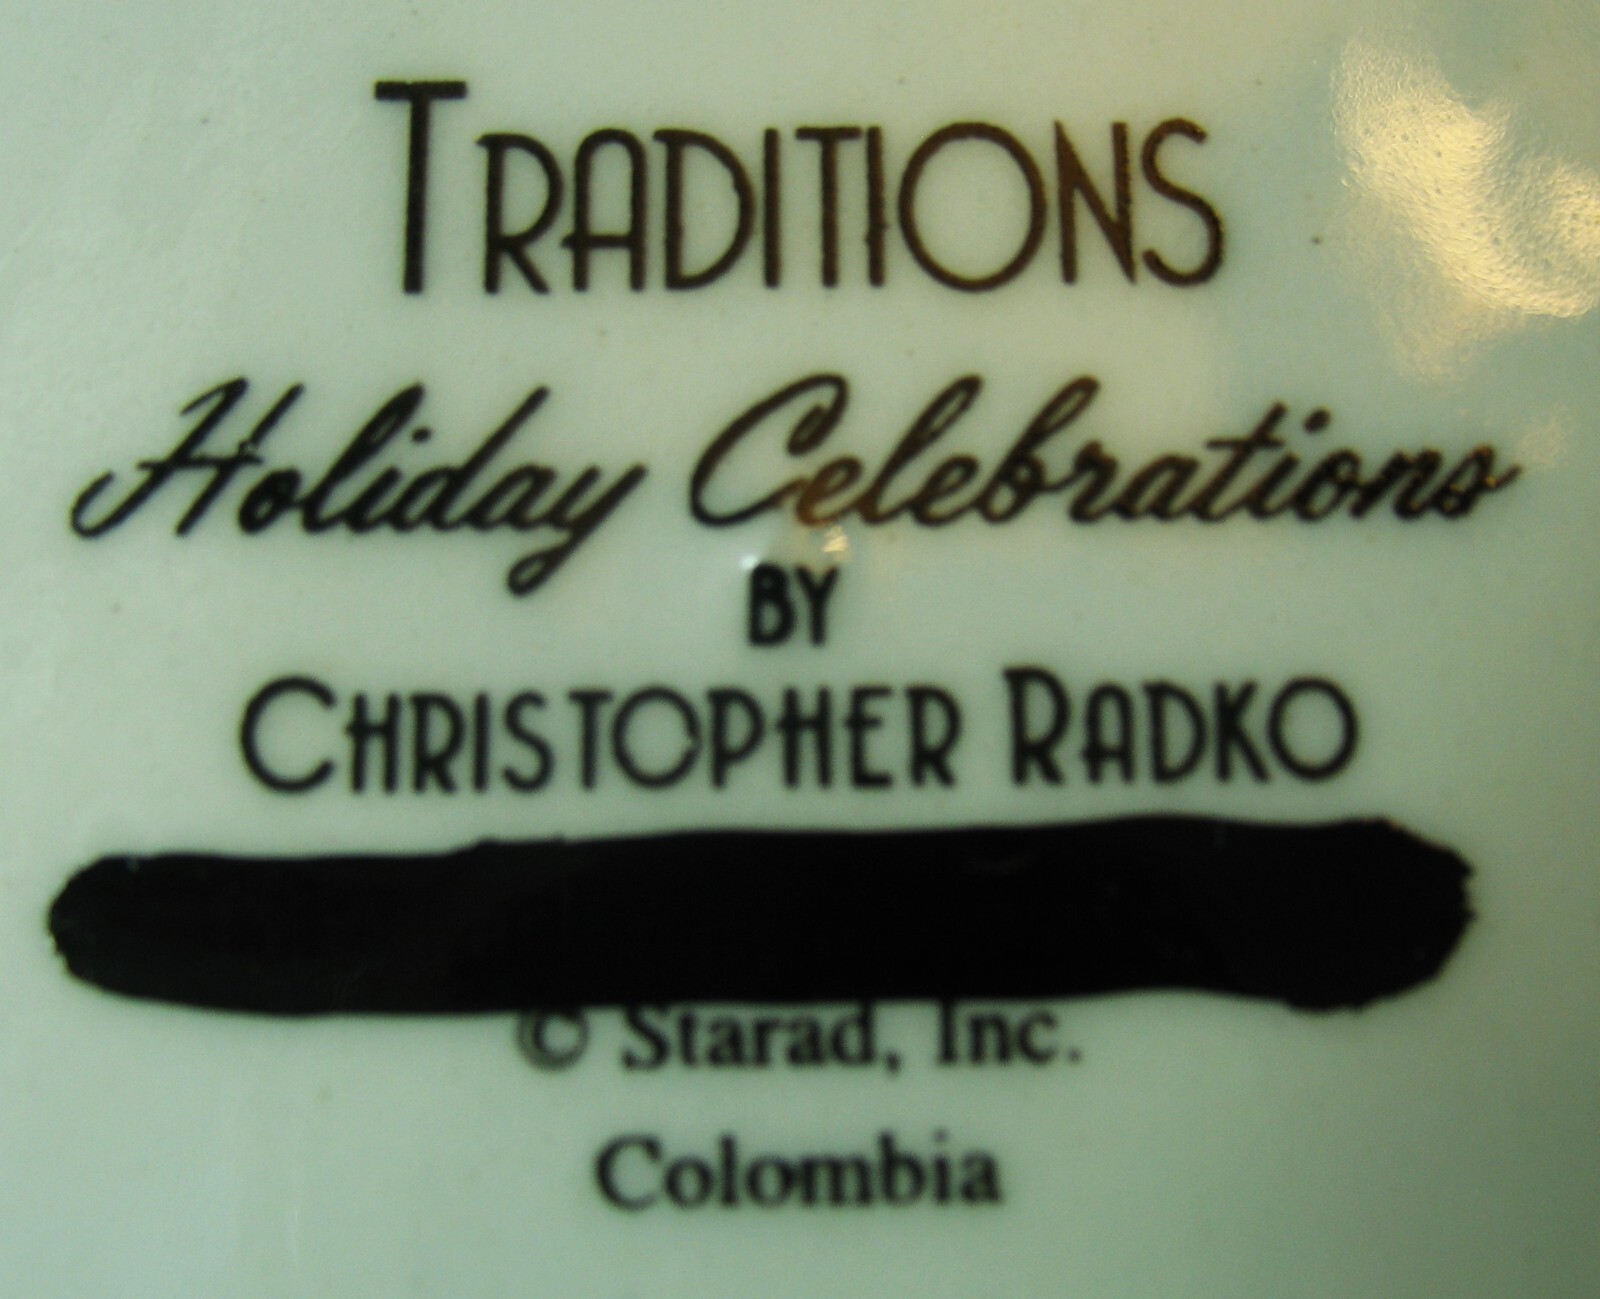 TRADITIONS
Holiday Celebrations
BY
CHRISTOPHER RADKO
© Starad, Inc.
Colombia